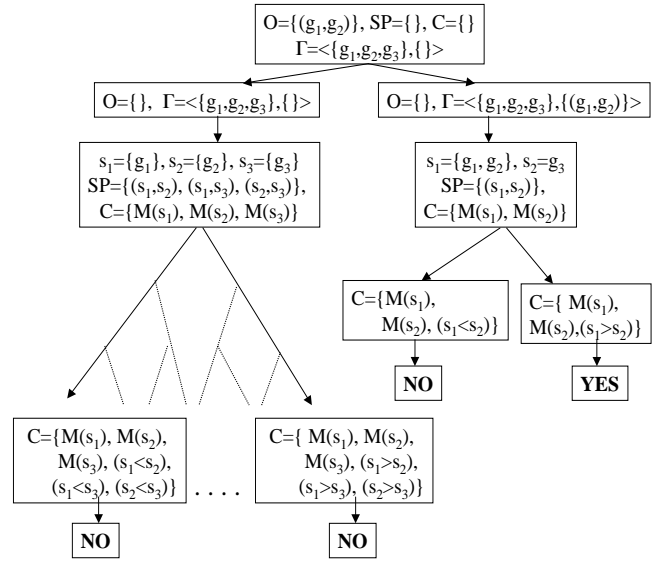 O={(g₁,g₂)}, SP={}, C={}
Γ=<{g₁,g₂,g₃},{}>
O={}, Γ=<{g₁,g₂,g₃},{}>
O={}, Γ=<{g₁,g₂,g₃},{(g₁,g₂)}>
s₁={g₁}, s₂={g₂}, s₃={g₃}
SP={(s₁,s₂), (s₁,s₃), (s₂,s₃)},
C={M(s₁), M(s₂), M(s₃)}
s₁={g₁, g₂}, s₂=g₃
SP={(s₁,s₂)},
C={M(s₁), M(s₂)}
C={M(s₁),
M(s₂), (s₁<s₂)}
C={ M(s₁),
M(s₂),(s₁>s₂)}
NO
YES
C={M(s₁), M(s₂),
M(s₃), (s₁<s₂),
(s₁<s₃), (s₂<s₃)}
. . . .
C={ M(s₁), M(s₂),
M(s₃), (s₁>s₂),
(s₁>s₃), (s₂>s₃)}
NO
NO